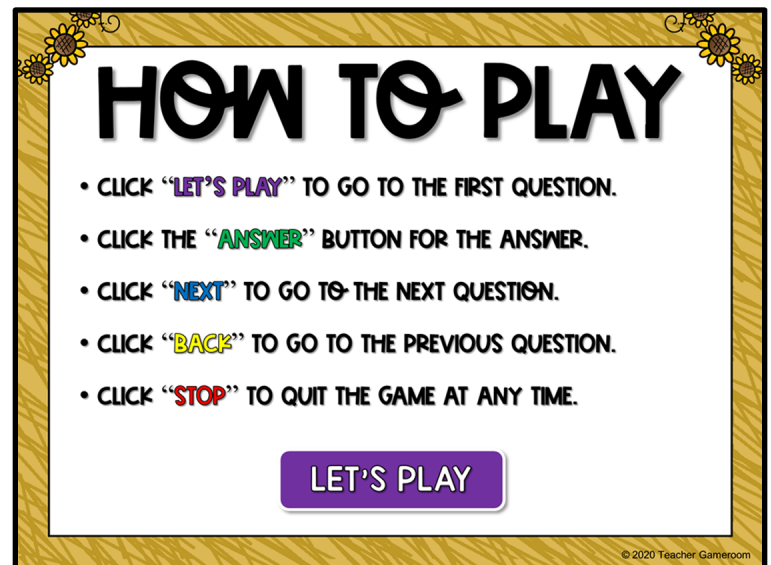 HOW TO PLAY
• CLICK “LET’S PLAY” TO GO TO THE FIRST QUESTION.
• CLICK THE “ANSWER” BUTTON FOR THE ANSWER.
• CLICK “NEXT” TO GO TO THE NEXT QUESTION.
• CLICK “BACK” TO GO TO THE PREVIOUS QUESTION.
• CLICK “STOP” TO QUIT THE GAME AT ANY TIME.
LET’S PLAY
© 2020 Teacher Gameroom